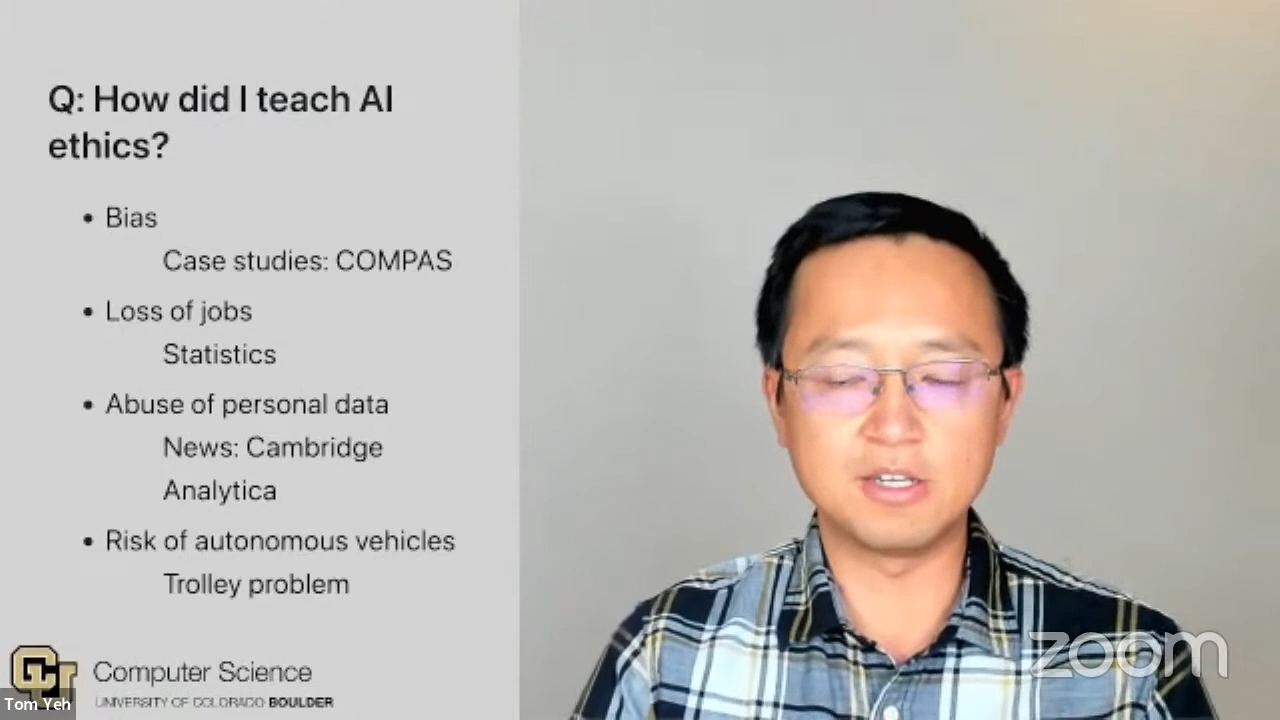 Q: How did I teach AI
ethics?
• Bias
Case studies: COMPAS
• Loss of jobs
Statistics
• Abuse of personal data
News: Cambridge
Analytica
• Risk of autonomous vehicles
Trolley problem
Computer Science
UNIVERSITY OF COLORADO BOULDER
Tom Yeh
zoom